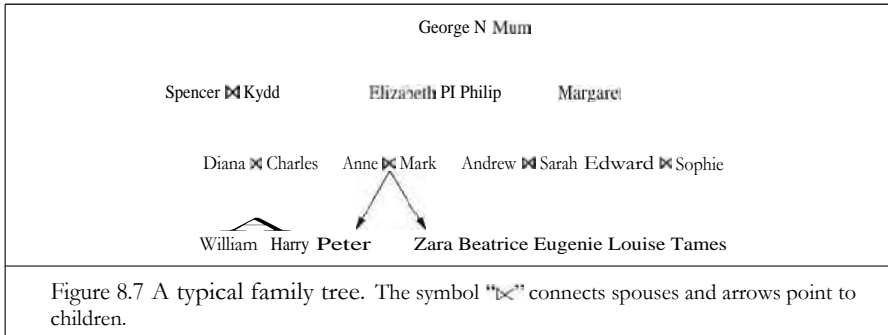 George N Mum
Spencer ⋈ Kydd Elizabeth PI Philip Margaret
Diana ⋈ Charles Anne ⋈ Mark Andrew ⋈ Sarah Edward ⋈ Sophie
William Harry Peter Zara Beatrice Eugenie Louise Tames
Figure 8.7 A typical family tree. The symbol "⋈" connects spouses and arrows point to
children.